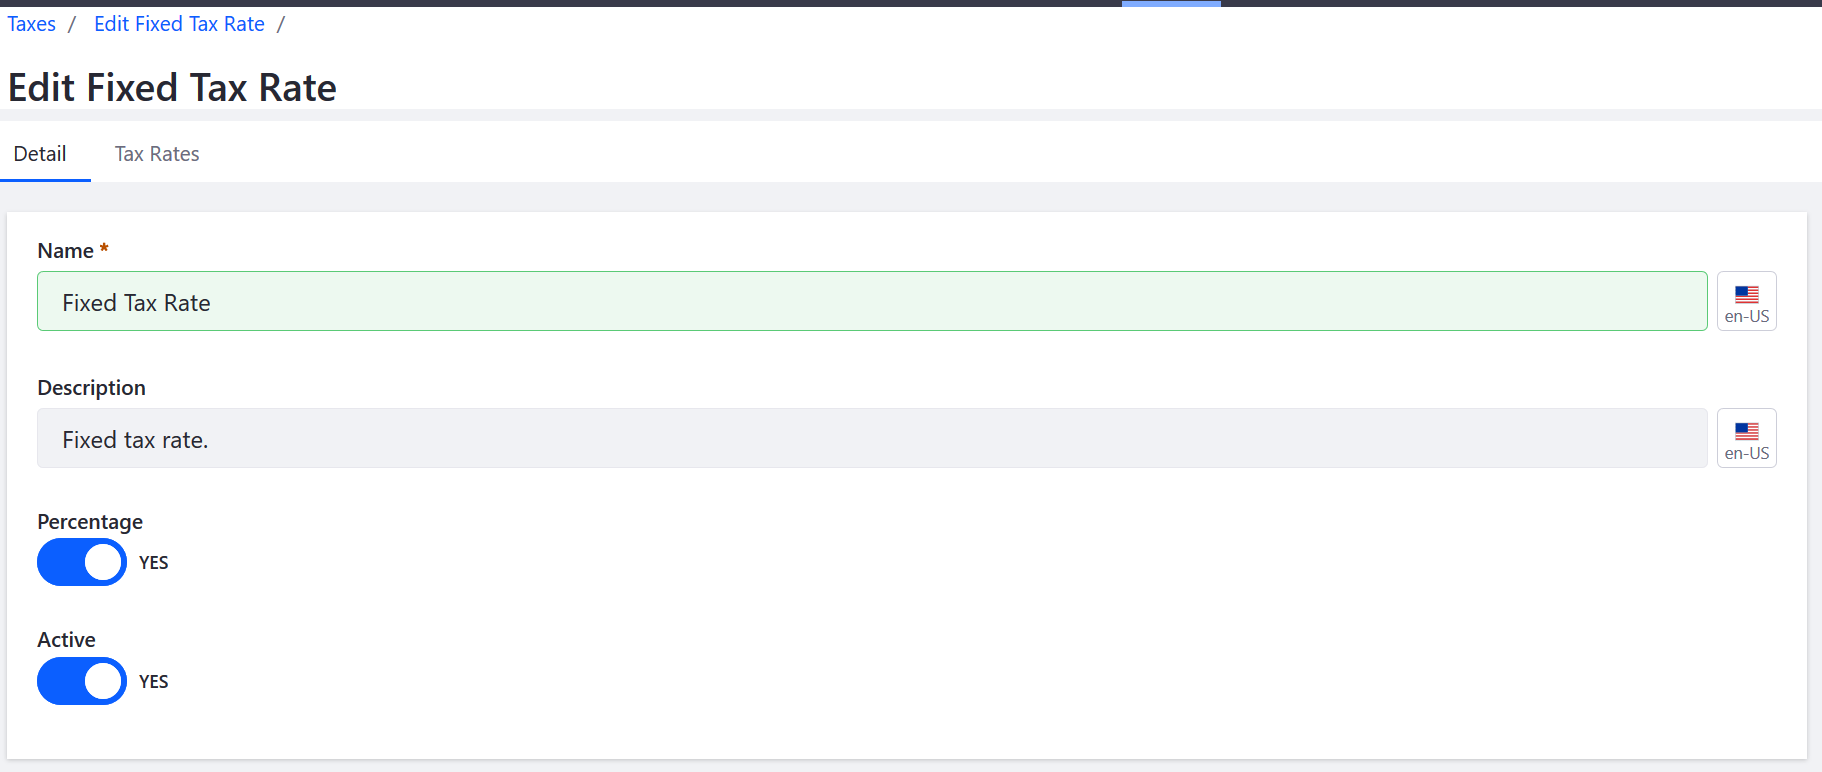 Taxes / Edit Fixed Tax Rate /
Edit Fixed Tax Rate
Detail Tax Rates
Name *
Fixed Tax Rate
en-US
Description
Fixed tax rate.
en-US
Percentage
YES
Active
YES